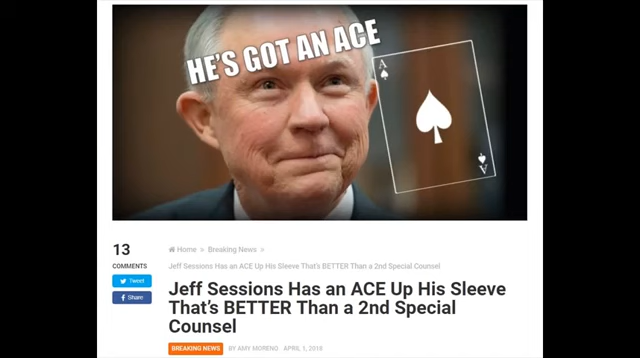 HE'S GOT AN ACE
A
A
13
COMMENTS
Tweet
Share
Home » Breaking News »
Jeff Sessions Has an ACE Up His Sleeve That's BETTER Than a 2nd Special Counsel
Jeff Sessions Has an ACE Up His Sleeve
That's BETTER Than a 2nd Special
Counsel
BREAKING NEWS BY AMY MORENO APRIL 1, 2018